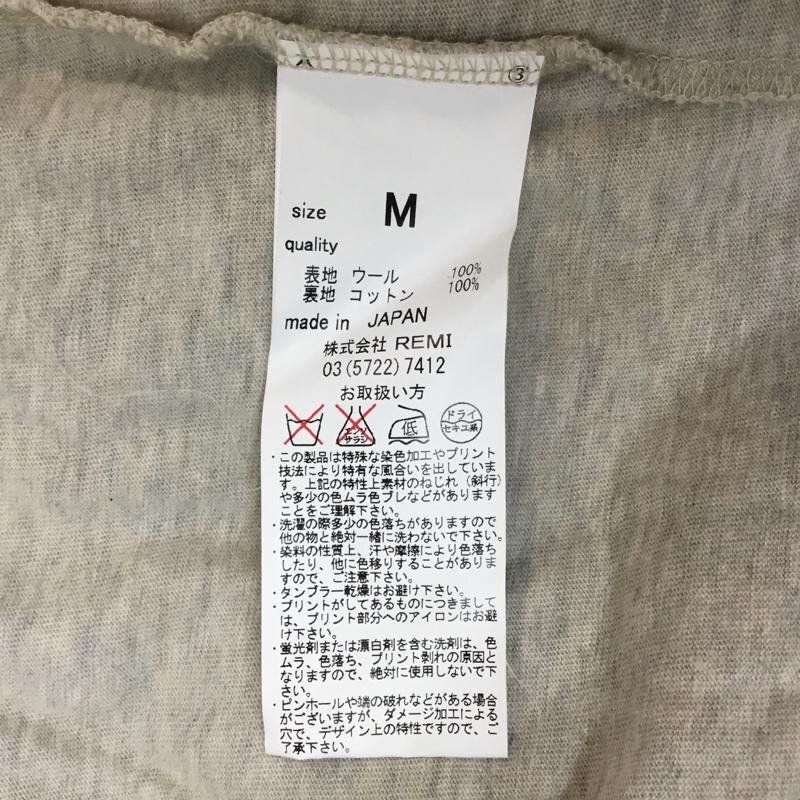 ③
size M
quality
表地 ウール 100%
裏地 コットン 100%
made in JAPAN
株式会社 REMI
03(5722)7412
お取扱い方
エンソ
サラシ
低
ドライ
セキユ系
・この製品は特殊な染色加工やプリント
技法により特有な風合いを出していま
す。上記の特性上素材のねじれ(斜行)
や多少の色ムラ色ブレなどがあります
ことをご理解下さい。
・洗濯の際多少の色落ちがありますので
他の物と絶対一緒に洗わないで下さい。
・染料の性質上、汗や摩擦により色落ち
したり、他に色移りすることがありま
すので、ご注意下さい。
・タンブラー乾燥はお避け下さい。
・プリントがしてあるものにつきまして
は、プリント部分へのアイロンはお避
け下さい。
・蛍光剤または漂白剤を含む洗剤は、色
ムラ、色落ち、プリント剥れの原因と
なりますので、絶対に使用しないで下
さい。
・ピンホールや端の破れなどがある場合
がございますが、ダメージ加工による
穴で、デザイン上の特性ですので、ご
了承下さい。